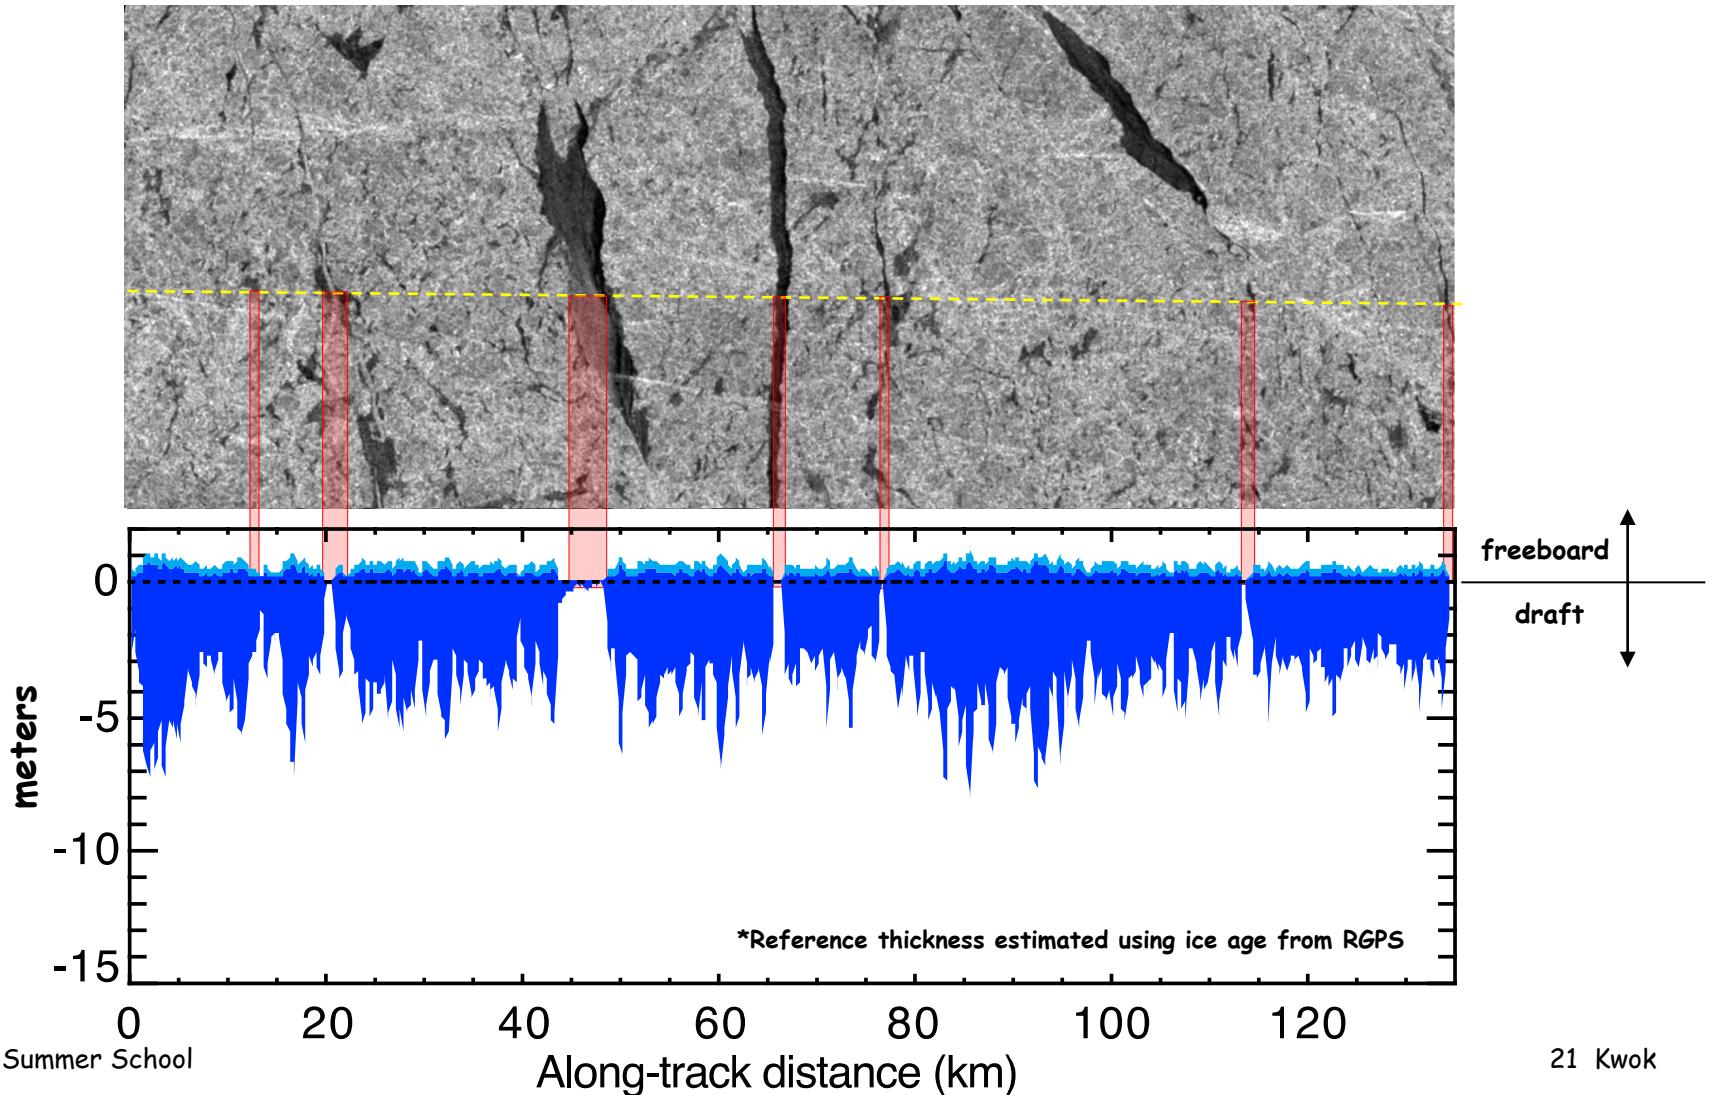 freeboard
draft
meters
0
-5
-10
-15
*Reference thickness estimated using ice age from RGPS
0 20 40 60 80 100 120
Along-track distance (km)
Summer School
21 Kwok